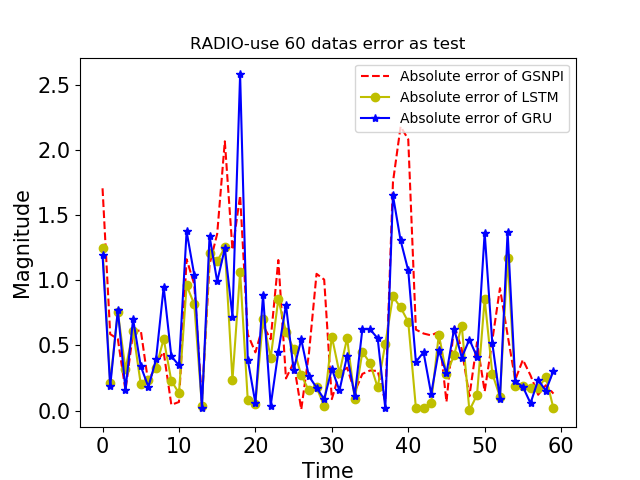 RADIO-use 60 datas error as test
Absolute error of GSNPI
Absolute error of LSTM
Absolute error of GRU
Magnitude
2.5
2.0
1.5
1.0
0.5
0.0
0 10 20 30 40 50 60
Time